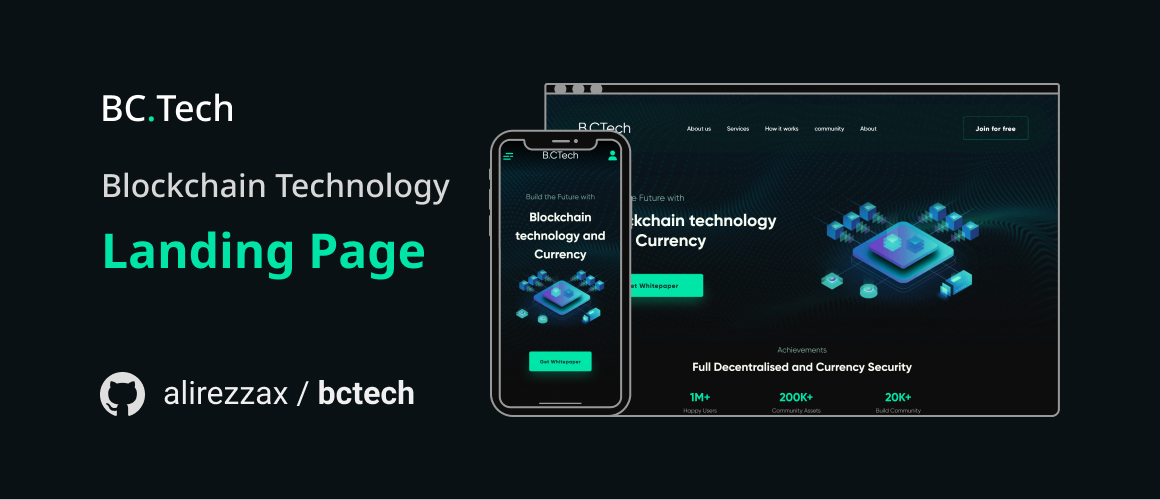 BC.Tech
Blockchain Technology
Landing Page
alirezzax / bctech
B.CTech
Build the Future with
Blockchain
technology and
Currency
Get Whitepaper
B.CTech
About us Services How it works community About
Join for free
e Future with
ckchain technology
Currency
et Whitepaper
Achievements
Full Decentralised and Currency Security
1M+ 200K+ 20K+
Happy Users Community Assets Build Community